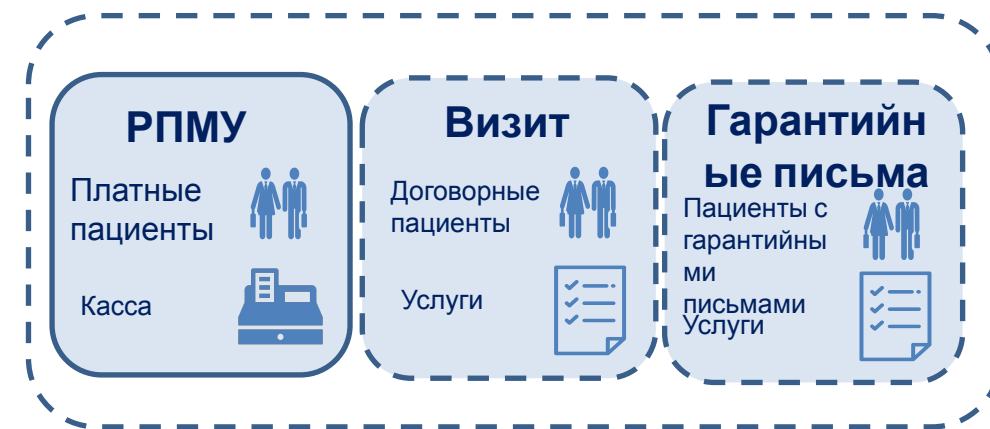 РПМУ
Платные
пациенты
Касса
Визит
Договорные
пациенты
Услуги
Гарантийн
ые письма
Пациенты с
гарантийны
ми
письмами
Услуги